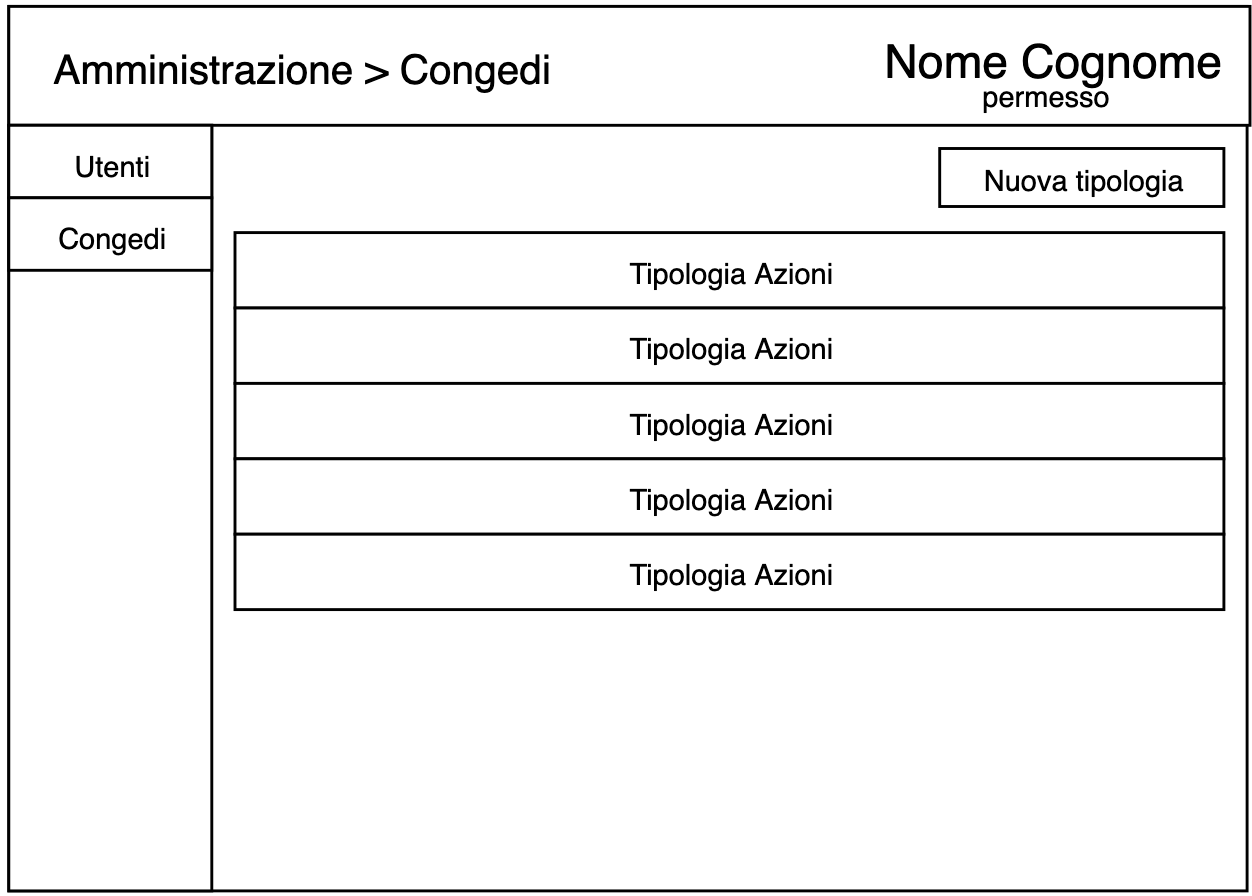 Amministrazione > Congedi
Nome Cognome
permesso
Utenti
Congedi
Nuova tipologia
Tipologia Azioni
Tipologia Azioni
Tipologia Azioni
Tipologia Azioni
Tipologia Azioni